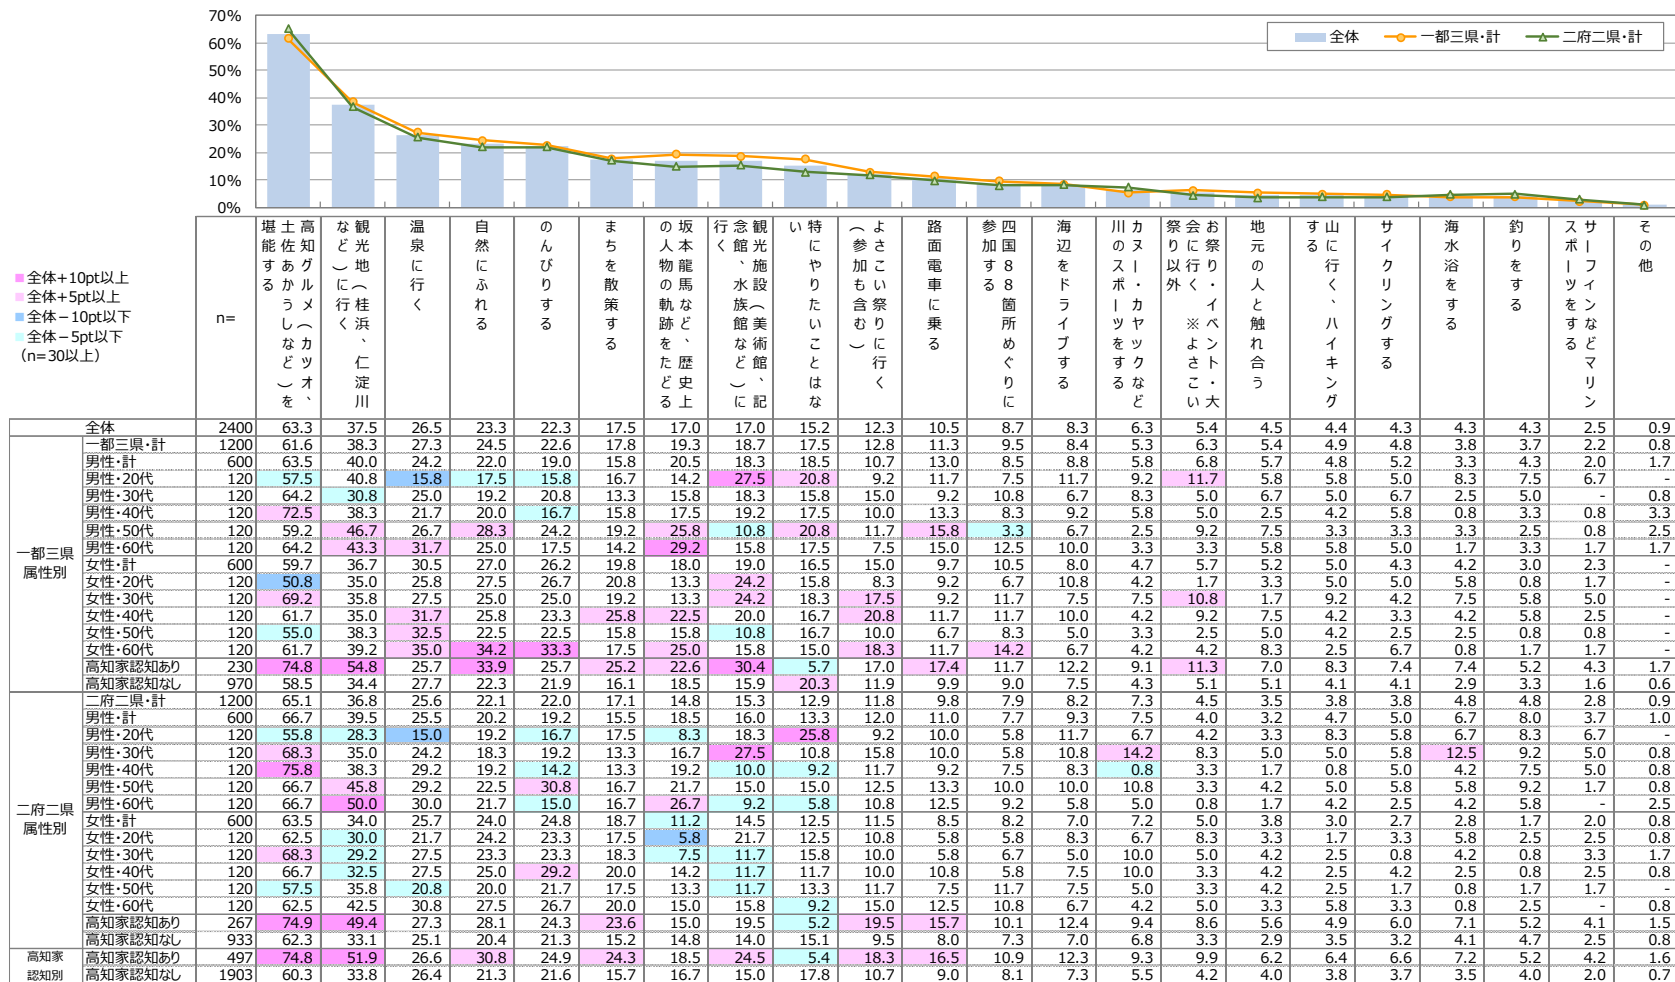 70%
60%
50%
40%
30%
20%
10%
0%
全体 一都三県・計 二府二県・計
全体+10pt以上
全体+5pt以上
全体-10pt以下
全体-5pt以下
(n=30以上)
n=
高知グルメ(カツオ、土佐あかうしなど)を堪能する
観光地(桂浜、仁淀川など)に行く
温泉に行く
自然にふれる
のんびりする
まちを散策する
坂本龍馬など、歴史上の人物の軌跡をたどる
観光施設(美術館、記念館、水族館など)に行く
特にやりたいことはない
よさこい祭りに行く(参加も含む)
路面電車に乗る
四国88箇所めぐりに参加する
海辺をドライブする
カヌー・カヤックなど川のスポーツをする
お祭り・イベント・大会に行く ※よさこい祭り以外
地元の人と触れ合う
山に行く、ハイキングする
サイクリングする
海水浴をする
釣りをする
サーフィンなどマリンスポーツをする
その他
全体 2400 63.3 37.5 26.5 23.3 22.3 17.5 17.0 17.0 15.2 12.3 10.5 8.7 8.3 6.3 5.4 4.5 4.4 4.3 4.3 4.3 2.5 0.9
一都三県属性別
一都三県・計 1200 61.6 38.3 27.3 24.5 22.6 17.8 19.3 18.7 17.5 12.8 11.3 9.5 8.4 5.3 6.3 5.4 4.9 4.8 3.8 3.7 2.2 0.8
男性・計 600 63.5 40.0 24.2 22.0 19.0 15.8 20.5 18.3 18.5 10.7 13.0 8.5 8.8 5.8 6.8 5.7 4.8 5.2 3.3 4.3 2.0 1.7
男性・20代 120 57.5 40.8 15.8 17.5 15.8 16.7 14.2 27.5 20.8 9.2 11.7 7.5 11.7 9.2 11.7 5.8 5.8 5.0 8.3 7.5 6.7 -
男性・30代 120 64.2 30.8 25.0 19.2 20.8 13.3 15.8 18.3 15.8 15.0 9.2 10.8 6.7 8.3 5.0 6.7 5.0 6.7 2.5 5.0 - 0.8
男性・40代 120 72.5 38.3 21.7 20.0 16.7 15.8 17.5 19.2 17.5 10.0 13.3 8.3 9.2 5.8 5.0 2.5 4.2 5.8 0.8 3.3 0.8 3.3
男性・50代 120 59.2 46.7 26.7 28.3 24.2 19.2 25.8 10.8 20.8 11.7 15.8 3.3 6.7 2.5 9.2 7.5 3.3 3.3 3.3 2.5 0.8 2.5
男性・60代 120 64.2 43.3 31.7 25.0 17.5 14.2 29.2 15.8 17.5 7.5 15.0 12.5 10.0 3.3 3.3 5.8 5.8 5.0 1.7 3.3 1.7 1.7
女性・計 600 59.7 36.7 30.5 27.0 26.2 19.8 18.0 19.0 16.5 15.0 9.7 10.5 8.0 4.7 5.7 5.2 5.0 4.3 4.2 3.0 2.3 -
女性・20代 120 50.8 35.0 25.8 27.5 26.7 20.8 13.3 24.2 15.8 8.3 9.2 6.7 10.8 4.2 1.7 3.3 5.0 5.0 5.8 0.8 1.7 -
女性・30代 120 69.2 35.8 27.5 25.0 25.0 19.2 13.3 24.2 18.3 17.5 9.2 11.7 7.5 7.5 10.8 1.7 9.2 4.2 7.5 5.8 5.0 -
女性・40代 120 61.7 35.0 31.7 25.8 23.3 25.8 22.5 20.0 16.7 20.8 11.7 11.7 10.0 4.2 9.2 7.5 4.2 3.3 4.2 5.8 2.5 -
女性・50代 120 55.0 38.3 32.5 22.5 22.5 15.8 15.8 10.8 16.7 10.0 6.7 8.3 5.0 3.3 2.5 5.0 4.2 2.5 2.5 0.8 0.8 -
女性・60代 120 61.7 39.2 35.0 34.2 33.3 17.5 25.0 15.8 15.0 18.3 11.7 14.2 6.7 4.2 4.2 8.3 2.5 6.7 0.8 1.7 1.7 -
高知家認知あり 230 74.8 54.8 25.7 33.9 25.7 25.2 22.6 30.4 5.7 17.0 17.4 11.7 12.2 9.1 11.3 7.0 8.3 7.4 7.4 5.2 4.3 1.7
高知家認知なし 970 58.5 34.4 27.7 22.3 21.9 16.1 18.5 15.9 20.3 11.9 9.9 9.0 7.5 4.3 5.1 5.1 4.1 4.1 2.9 3.3 1.6 0.6
二府二県属性別
二府二県・計 1200 65.1 36.8 25.6 22.1 22.0 17.1 14.8 15.3 12.9 11.8 9.8 7.9 8.2 7.3 4.5 3.5 3.8 3.8 4.8 4.8 2.8 0.9
男性・計 600 66.7 39.5 25.5 20.2 19.2 15.5 18.5 16.0 13.3 12.0 11.0 7.7 9.3 7.5 4.0 3.2 4.7 5.0 6.7 8.0 3.7 1.0
男性・20代 120 55.8 28.3 15.0 19.2 16.7 17.5 8.3 18.3 25.8 9.2 10.0 5.8 11.7 6.7 4.2 3.3 8.3 5.8 6.7 8.3 6.7 -
男性・30代 120 68.3 35.0 24.2 18.3 19.2 13.3 16.7 27.5 10.8 15.8 10.0 5.8 10.8 14.2 8.3 5.0 5.0 5.8 12.5 9.2 5.0 0.8
男性・40代 120 75.8 38.3 29.2 19.2 14.2 13.3 19.2 10.0 9.2 11.7 9.2 7.5 8.3 0.8 3.3 1.7 0.8 5.0 4.2 7.5 5.0 0.8
男性・50代 120 66.7 45.8 29.2 22.5 30.8 16.7 21.7 15.0 15.0 12.5 13.3 10.0 10.0 10.8 3.3 4.2 5.0 5.8 5.8 9.2 1.7 0.8
男性・60代 120 66.7 50.0 30.0 21.7 15.0 16.7 26.7 9.2 5.8 10.8 12.5 9.2 5.8 5.0 0.8 1.7 4.2 2.5 4.2 5.8 - 2.5
女性・計 600 63.5 34.0 25.7 24.0 24.8 18.7 11.2 14.5 12.5 11.5 8.5 8.2 7.0 7.2 5.0 3.8 3.0 2.7 2.8 1.7 2.0 0.8
女性・20代 120 62.5 30.0 21.7 24.2 23.3 17.5 5.8 21.7 12.5 10.8 5.8 5.8 8.3 6.7 8.3 3.3 1.7 3.3 5.8 2.5 2.5 0.8
女性・30代 120 68.3 29.2 27.5 23.3 23.3 18.3 7.5 11.7 15.8 10.0 5.8 6.7 5.0 10.0 5.0 4.2 2.5 0.8 4.2 0.8 3.3 1.7
女性・40代 120 66.7 32.5 27.5 25.0 29.2 20.0 14.2 11.7 11.7 10.0 10.8 5.8 7.5 10.0 3.3 4.2 2.5 4.2 2.5 0.8 2.5 0.8
女性・50代 120 57.5 35.8 20.8 20.0 21.7 17.5 13.3 11.7 13.3 11.7 7.5 11.7 7.5 5.0 3.3 4.2 2.5 1.7 0.8 1.7 1.7 -
女性・60代 120 62.5 42.5 30.8 27.5 26.7 20.0 15.0 15.8 9.2 15.0 12.5 10.8 6.7 4.2 5.0 3.3 5.8 3.3 0.8 2.5 - 0.8
高知家認知あり 267 74.9 49.4 27.3 28.1 24.3 23.6 15.0 19.5 5.2 19.5 15.7 10.1 12.4 9.4 8.6 5.6 4.9 6.0 7.1 5.2 4.1 1.5
高知家認知なし 933 62.3 33.1 25.1 20.4 21.3 15.2 14.8 14.0 15.1 9.5 8.0 7.3 7.0 6.8 3.3 2.9 3.5 3.2 4.1 4.7 2.5 0.8
高知家認知別
高知家認知あり 497 74.8 51.9 26.6 30.8 24.9 24.3 18.5 24.5 5.4 18.3 16.5 10.9 12.3 9.3 9.9 6.2 6.4 6.6 7.2 5.2 4.2 1.6
高知家認知なし 1903 60.3 33.8 26.4 21.3 21.6 15.7 16.7 15.0 17.8 10.7 9.0 8.1 7.3 5.5 4.2 4.0 3.8 3.7 3.5 4.0 2.0 0.7